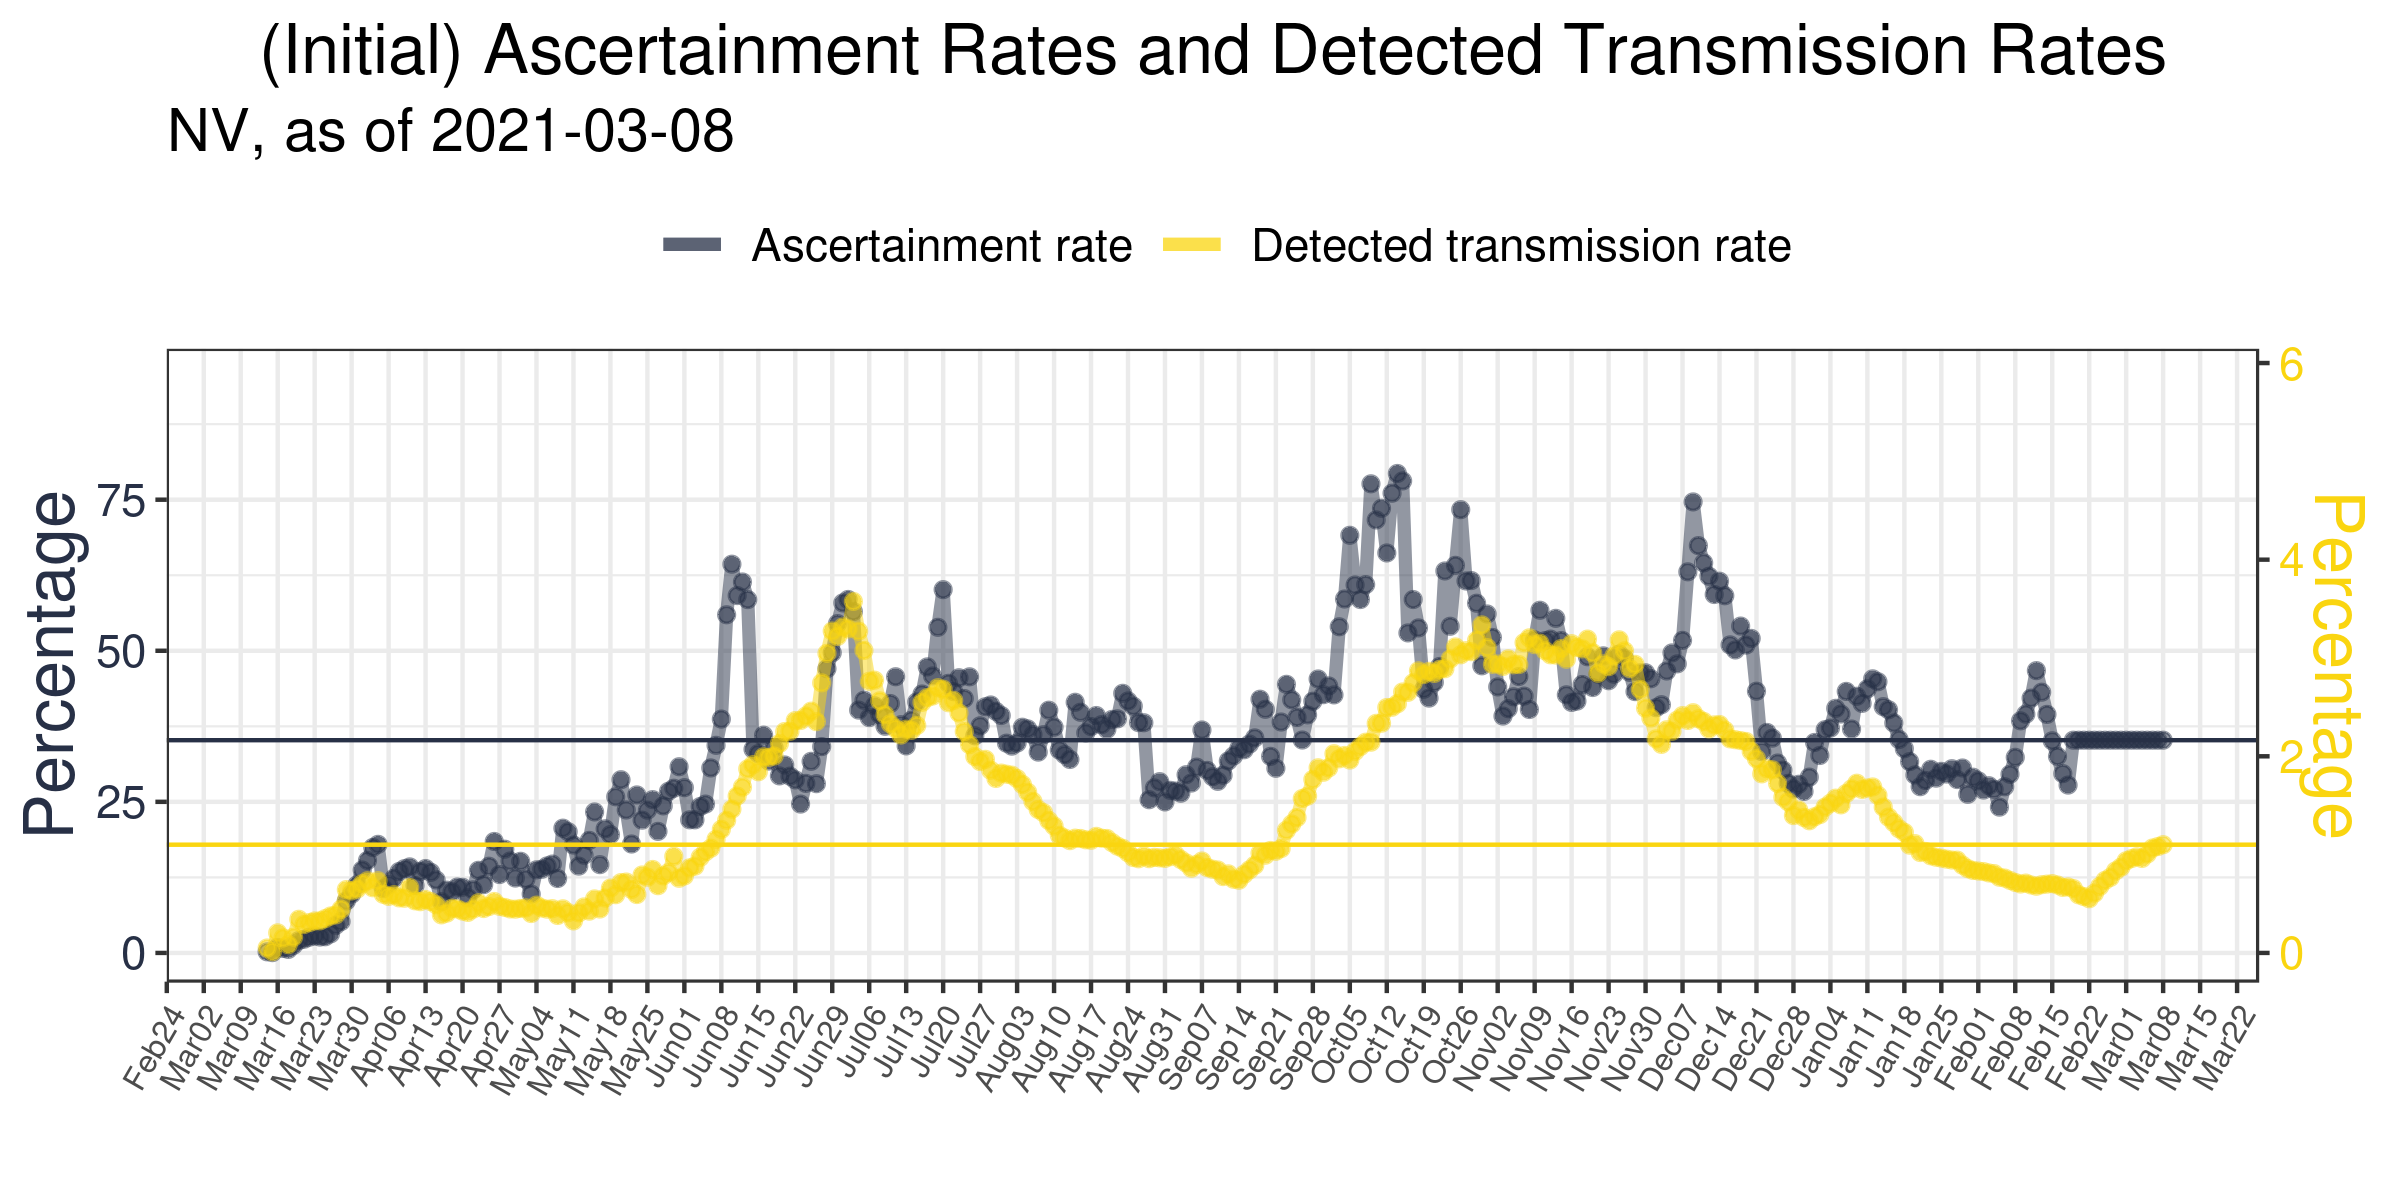 (Initial) Ascertainment Rates and Detected Transmission Rates
NV, as of 2021-03-08
Ascertainment rate
Detected transmission rate
Percentage
75
50
25
0
6
4
2
0
Percentage
Feb24
Mar02
Mar09
Mar16
Mar23
Mar30
Apr06
Apr13
Apr20
Apr27
May04
May11
May18
May25
Jun01
Jun08
Jun15
Jun22
Jun29
Jul06
Jul13
Jul20
Jul27
Aug03
Aug10
Aug17
Aug24
Aug31
Sep07
Sep14
Sep21
Sep28
Oct05
Oct12
Oct19
Oct26
Nov02
Nov09
Nov16
Nov23
Nov30
Dec07
Dec14
Dec21
Dec28
Jan04
Jan11
Jan18
Jan25
Feb01
Feb08
Feb15
Feb22
Mar01
Mar08
Mar15
Mar22